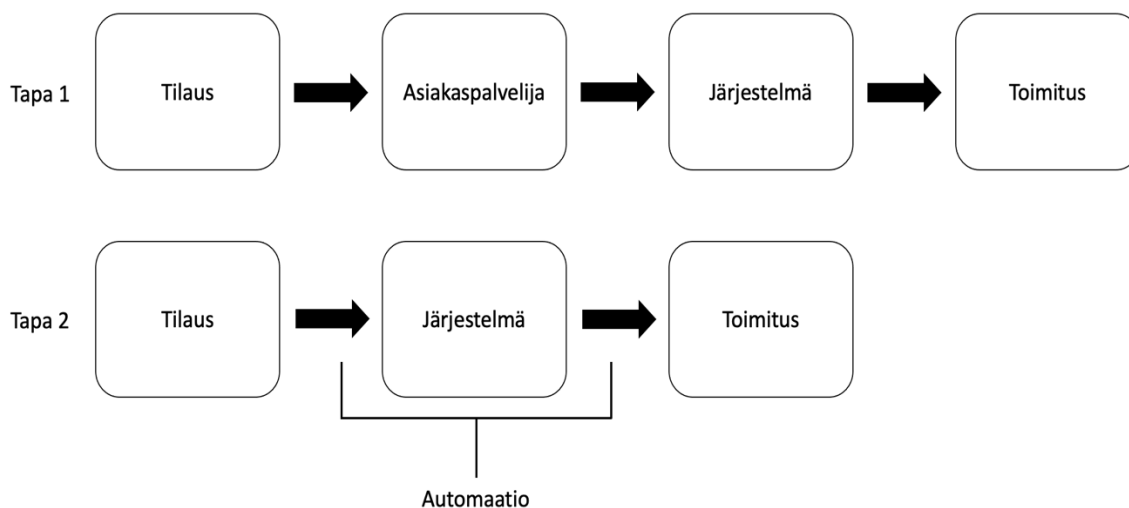 Tapa 1
Tilaus
Asiakaspalvelija
Järjestelmä
Toimitus
Tapa 2
Tilaus
Järjestelmä
Toimitus
Automaatio